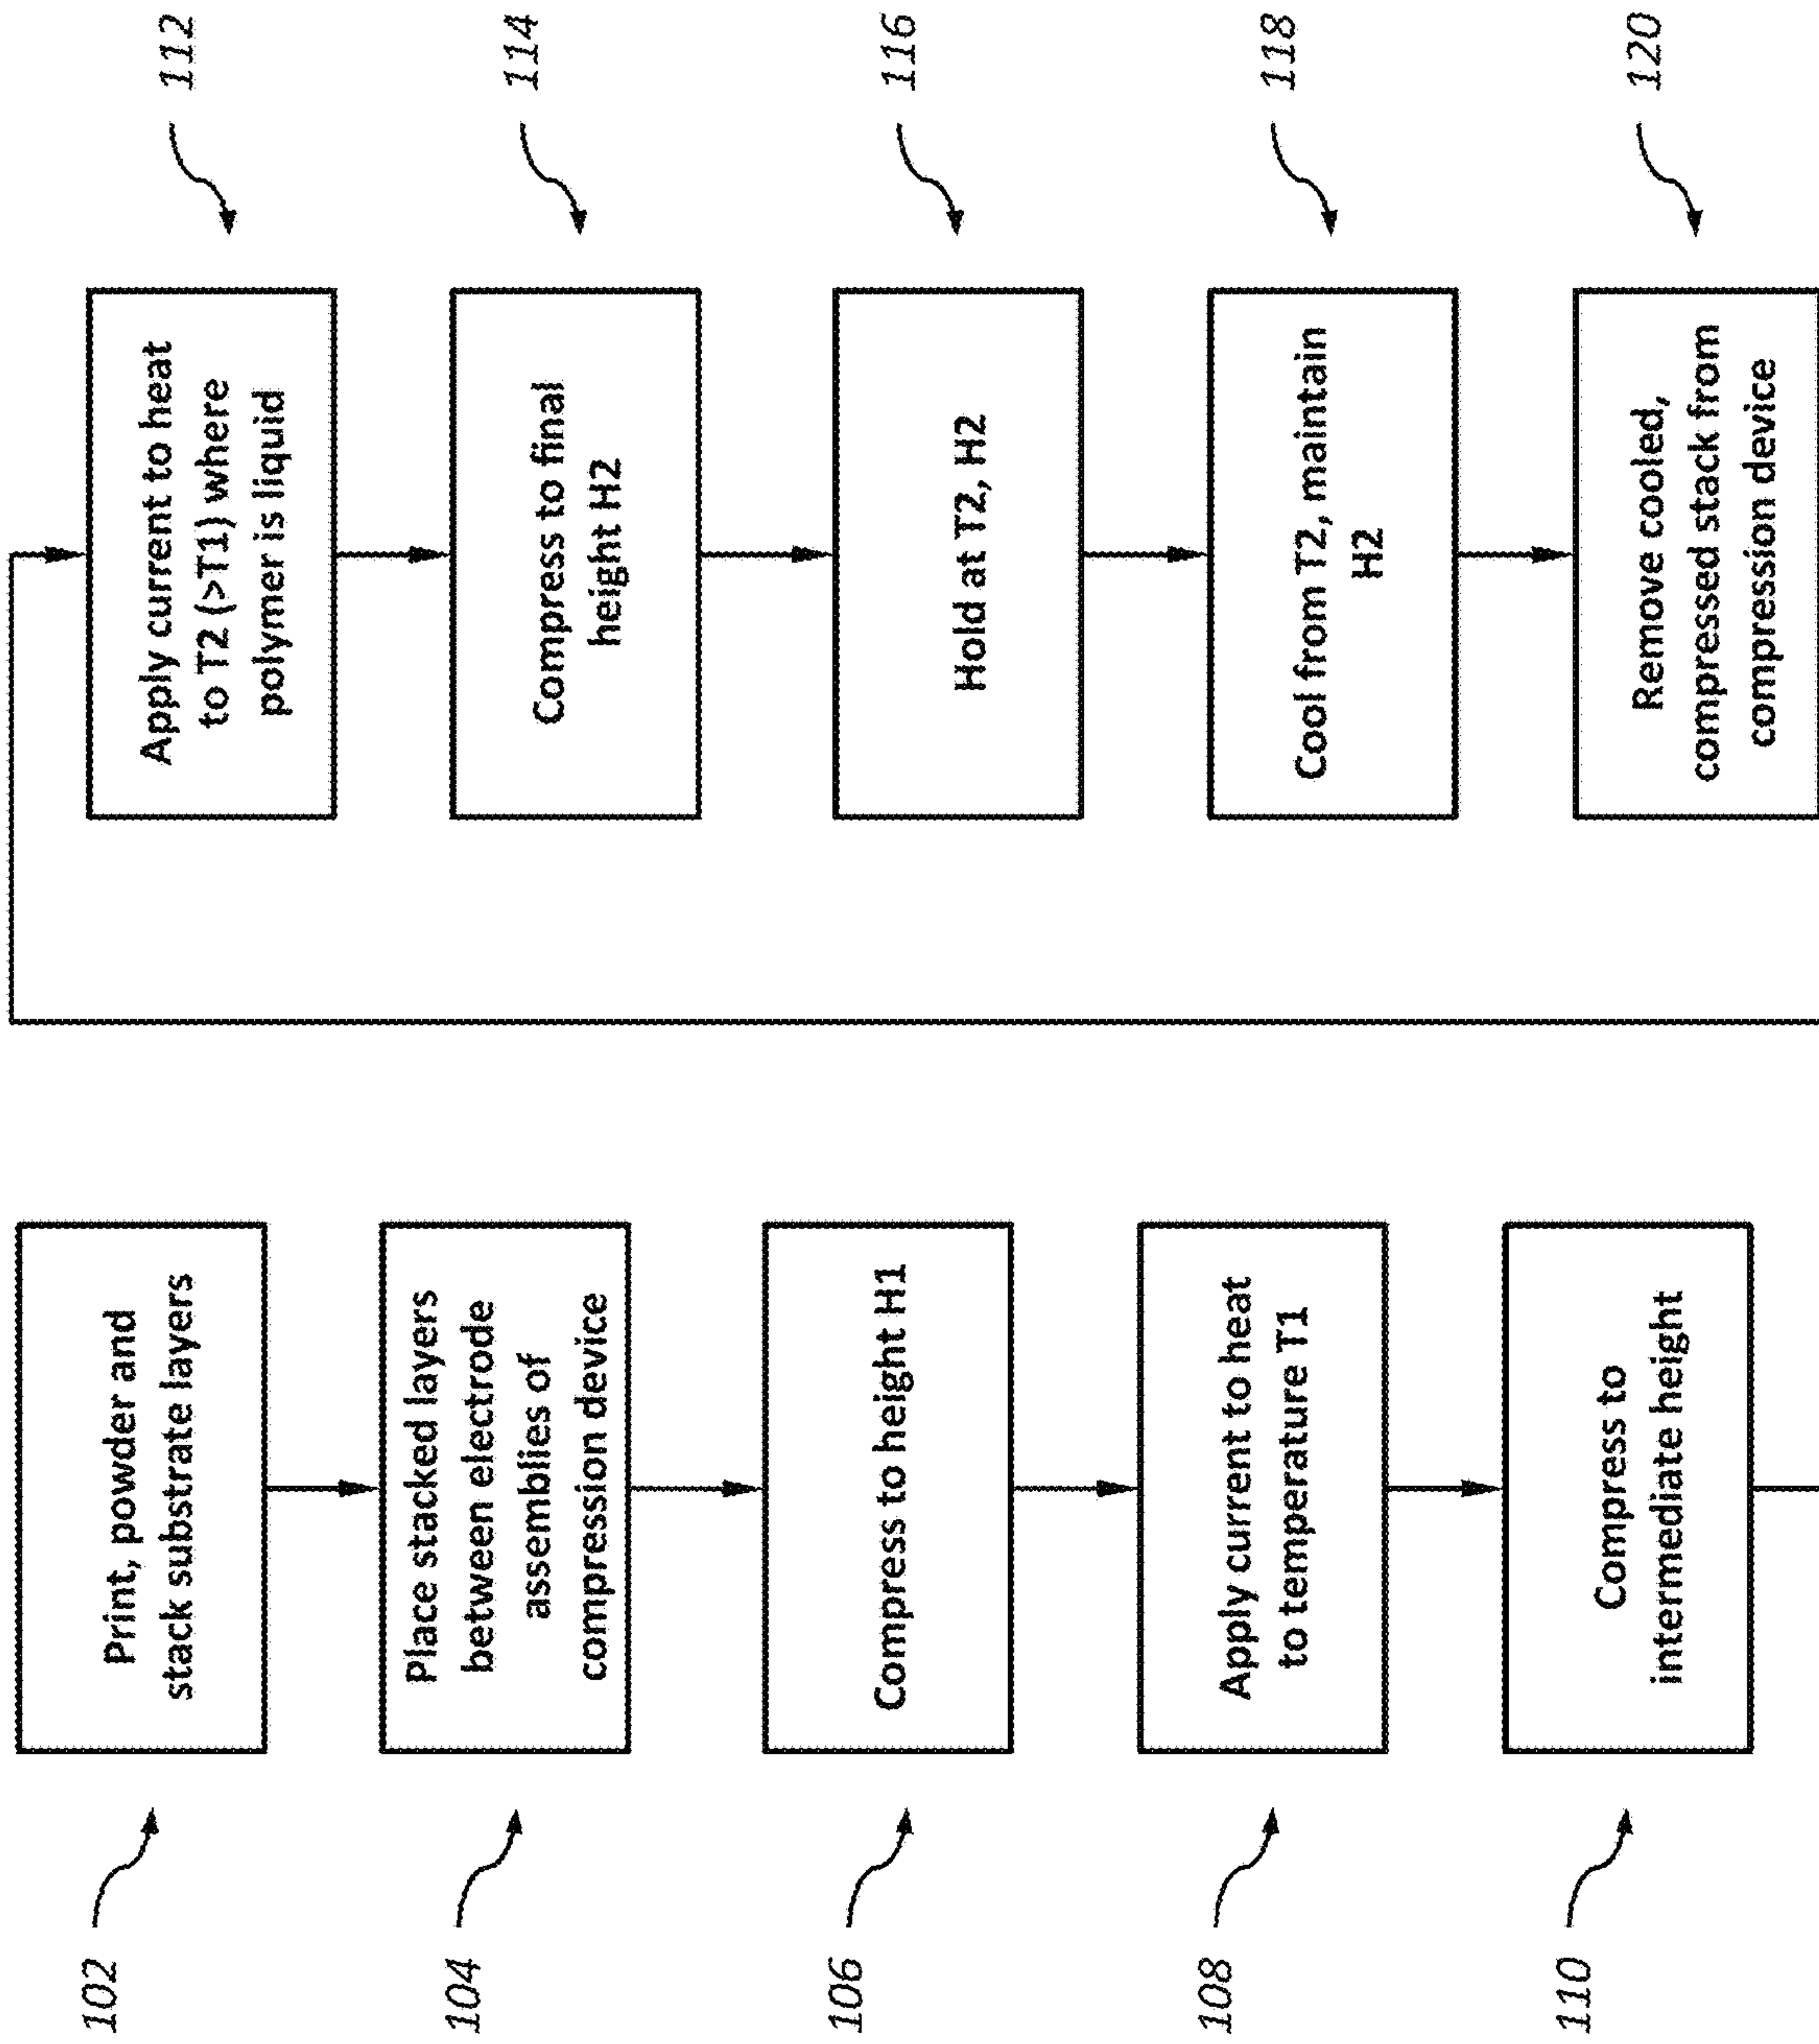 102
Print, powder and
stack substrate layers
104
Place stacked layers
between electrode
assemblies of
compression device
106
Compress to height H1
108
Apply current to heat
to temperature T1
110
Compress to
intermediate height
Apply current to heat
to T2 (>T1) where
polymer is liquid
112
Compress to final
height H2
114
Hold at T2, H2
116
Cool from T2, maintain
H2
118
Remove cooled,
compressed stack from
compression device
120